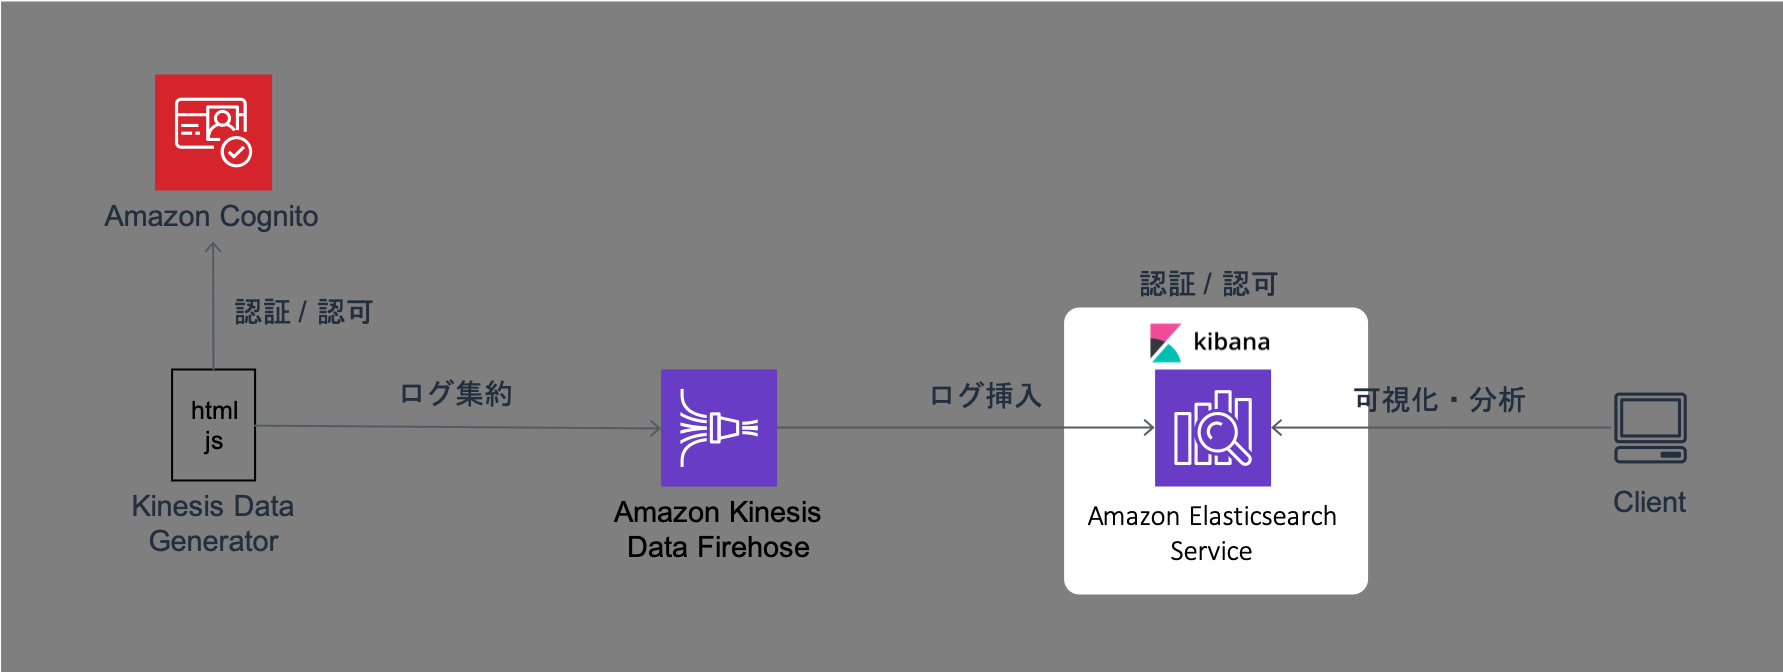 Amazon Cognito
認証 / 認可
html
js
Kinesis Data
Generator
ログ集約
Amazon Kinesis
Data Firehose
ログ挿入
認証 / 認可
kibana
Amazon Elasticsearch
Service
可視化・分析
Client